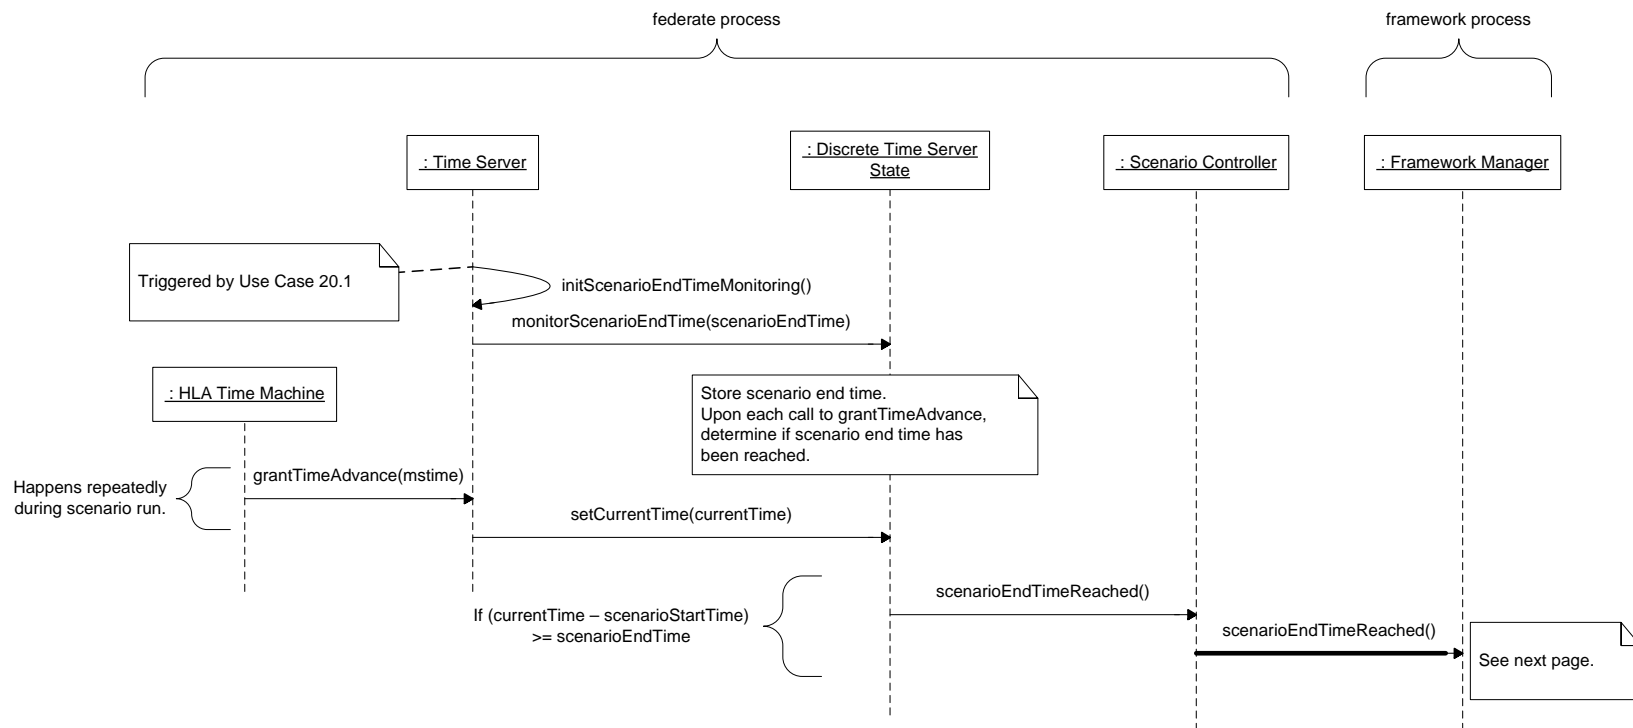 federate process
framework process
: Time Server
: Discrete Time Server
State
: Scenario Controller
: Framework Manager
Triggered by Use Case 20.1
initScenarioEndTimeMonitoring()
monitorScenarioEndTime(scenarioEndTime)
: HLA Time Machine
Store scenario end time.
Upon each call to grantTimeAdvance,
determine if scenario end time has
been reached.
Happens repeatedly
during scenario run.
grantTimeAdvance(mstime)
setCurrentTime(currentTime)
If (currentTime – scenarioStartTime)
>= scenarioEndTime
scenarioEndTimeReached()
scenarioEndTimeReached()
See next page.